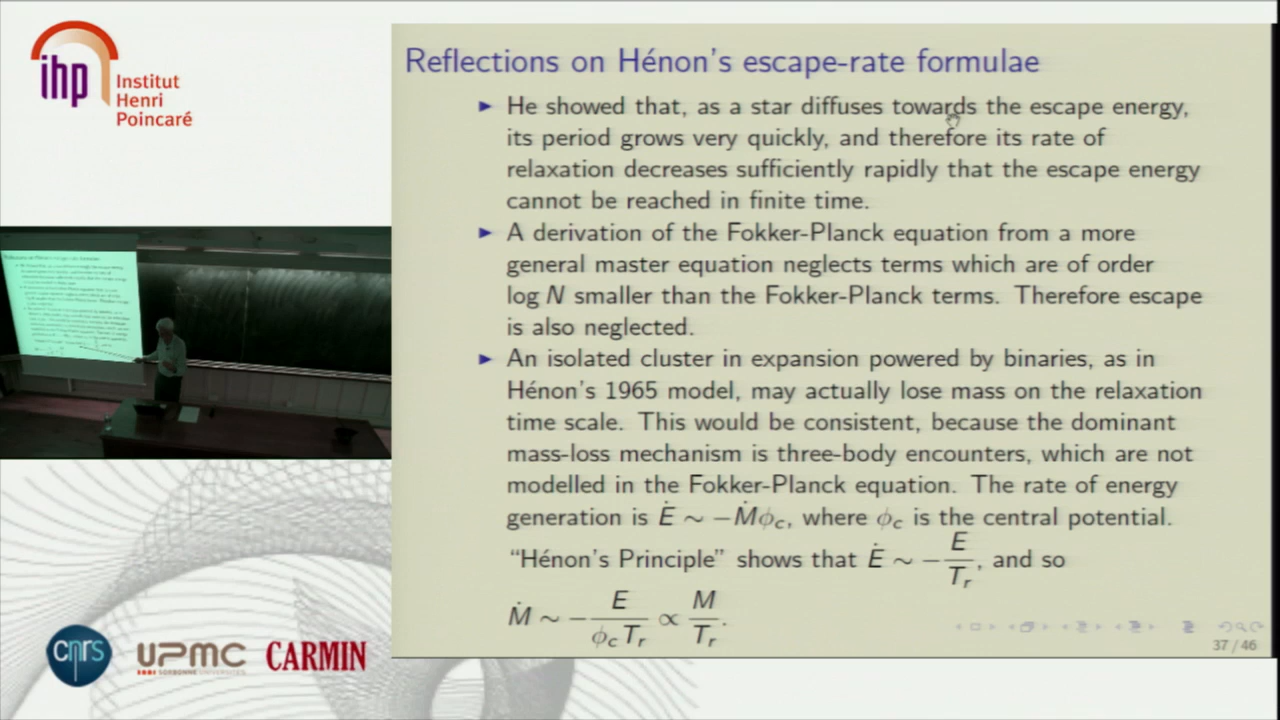 ihp
Institut
Henri
Poincaré
Reflections on Hénon's escape-rate formulae
▶ He showed that, as a star diffuses towards the escape energy,
its period grows very quickly, and therefore its rate of
relaxation decreases sufficiently rapidly that the escape energy
cannot be reached in finite time.
▶ A derivation of the Fokker-Planck equation from a more
general master equation neglects terms which are of order
log N smaller than the Fokker-Planck terms. Therefore escape
is also neglected.
▶ An isolated cluster in expansion powered by binaries, as in
Hénon's 1965 model, may actually lose mass on the relaxation
time scale. This would be consistent, because the dominant
mass-loss mechanism is three-body encounters, which are not
modelled in the Fokker-Planck equation. The rate of energy
generation is Ė ∼ −Ṁϕc, where ϕc is the central potential.
“Hénon's Principle” shows that Ė ∼ −E/Tr, and so
Ṁ ∼ −E/ϕcTr ∝ M/Tr.
37 / 46
cnrs
UPMC
SORBONNE UNIVERSITÉS
CARMIN